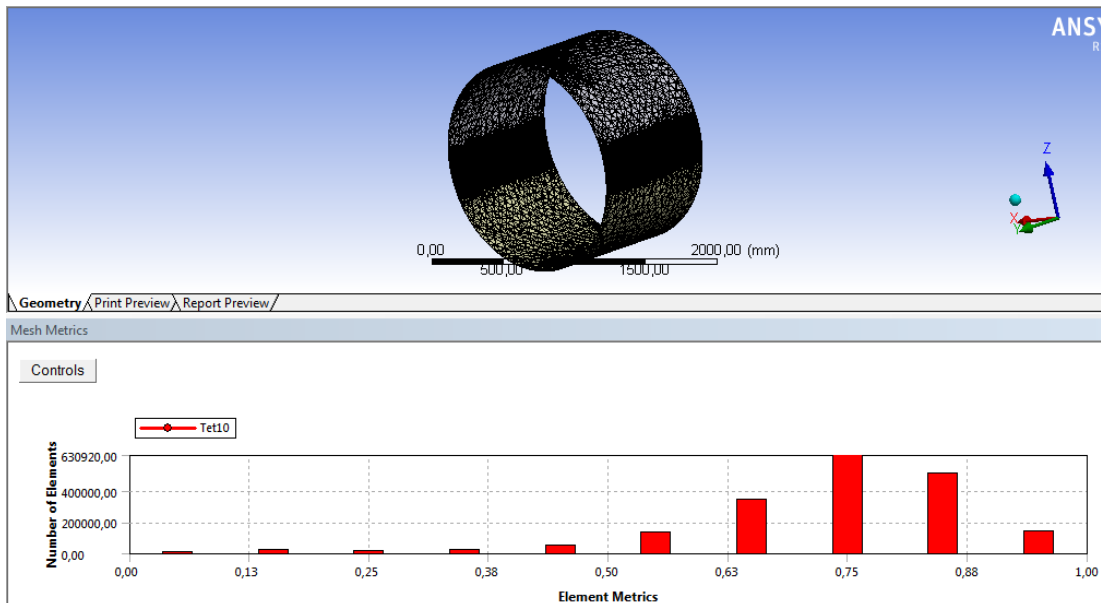 ANSY
R
Z
X
Y
0,00
2000,00 (mm)
500,00
1500,00
Geometry Print Preview Report Preview
Mesh Metrics
Controls
Tet10
Number of Elements
630920,00
400000,00
200000,00
0,00
0,00 0,13 0,25 0,38 0,50 0,63 0,75 0,88 1,00
Element Metrics